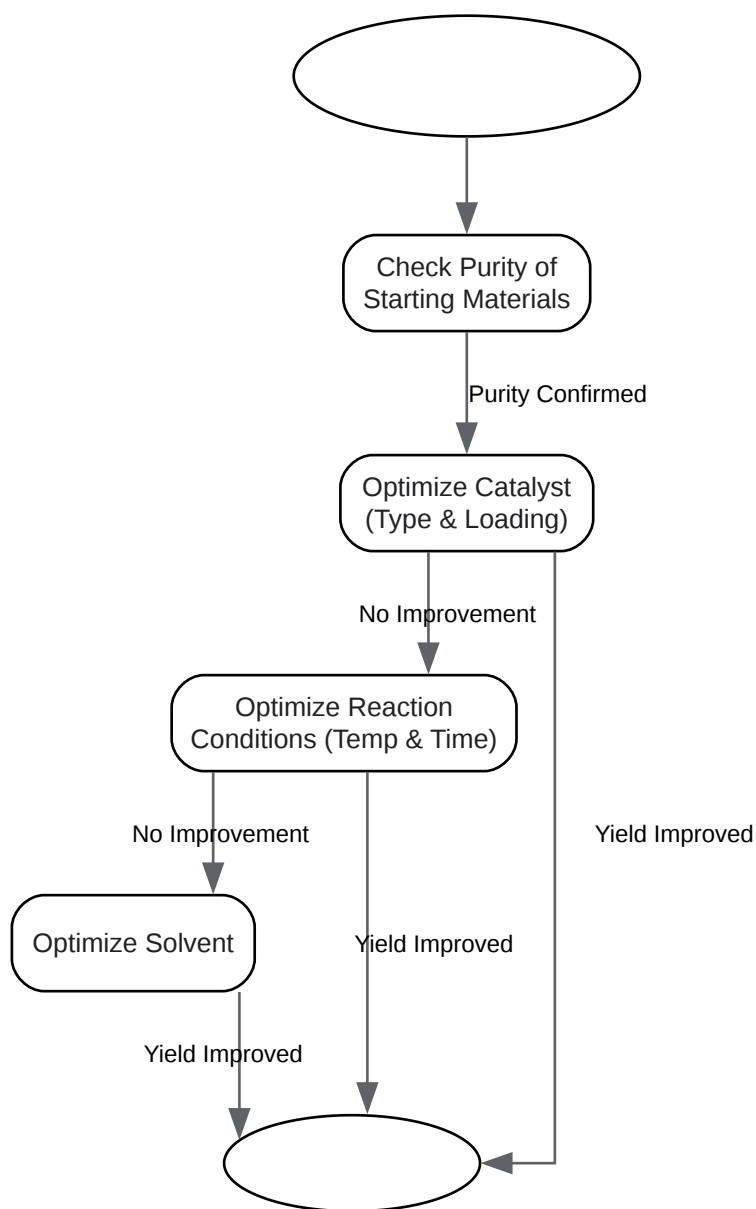 Check Purity of
Starting Materials
Purity Confirmed
Optimize Catalyst
(Type & Loading)
No Improvement
Optimize Reaction
Conditions (Temp & Time)
No Improvement
Yield Improved
Optimize Solvent
Yield Improved
Yield Improved